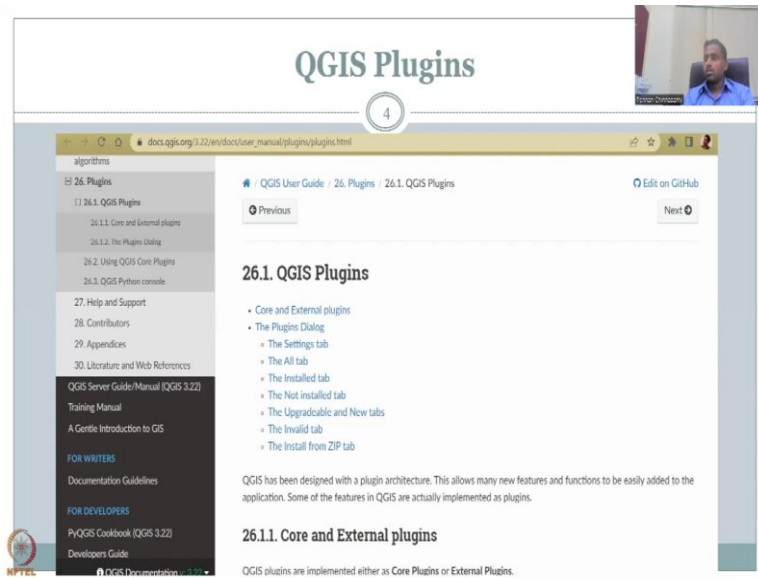 QGIS Plugins
4
docs.qgis.org/3.22/en/docs/user_manual/plugins/plugins.html
algorithms
26. Plugins
26.1. QGIS Plugins
26.1.1. Core and External plugins
26.1.2. The Plugins Dialog
26.2. Using QGIS Core Plugins
26.3. QGIS Python console
27. Help and Support
28. Contributors
29. Appendices
30. Literature and Web References
QGIS Server Guide/Manual (QGIS 3.22)
Training Manual
A Gentle Introduction to GIS
FOR WRITERS
Documentation Guidelines
FOR DEVELOPERS
PyQGIS Cookbook (QGIS 3.22)
Developers Guide
QGIS Documentation v: 3.22
/ QGIS User Guide / 26. Plugins / 26.1. QGIS Plugins
Edit on GitHub
Previous
Next
26.1. QGIS Plugins
• Core and External plugins
• The Plugins Dialog
The Settings tab
The All tab
The Installed tab
The Not installed tab
The Upgradeable and New tabs
The Invalid tab
The Install from ZIP tab
QGIS has been designed with a plugin architecture. This allows many new features and functions to be easily added to the
application. Some of the features in QGIS are actually implemented as plugins.
26.1.1. Core and External plugins
QGIS plugins are implemented either as Core Plugins or External Plugins.
NPTEL